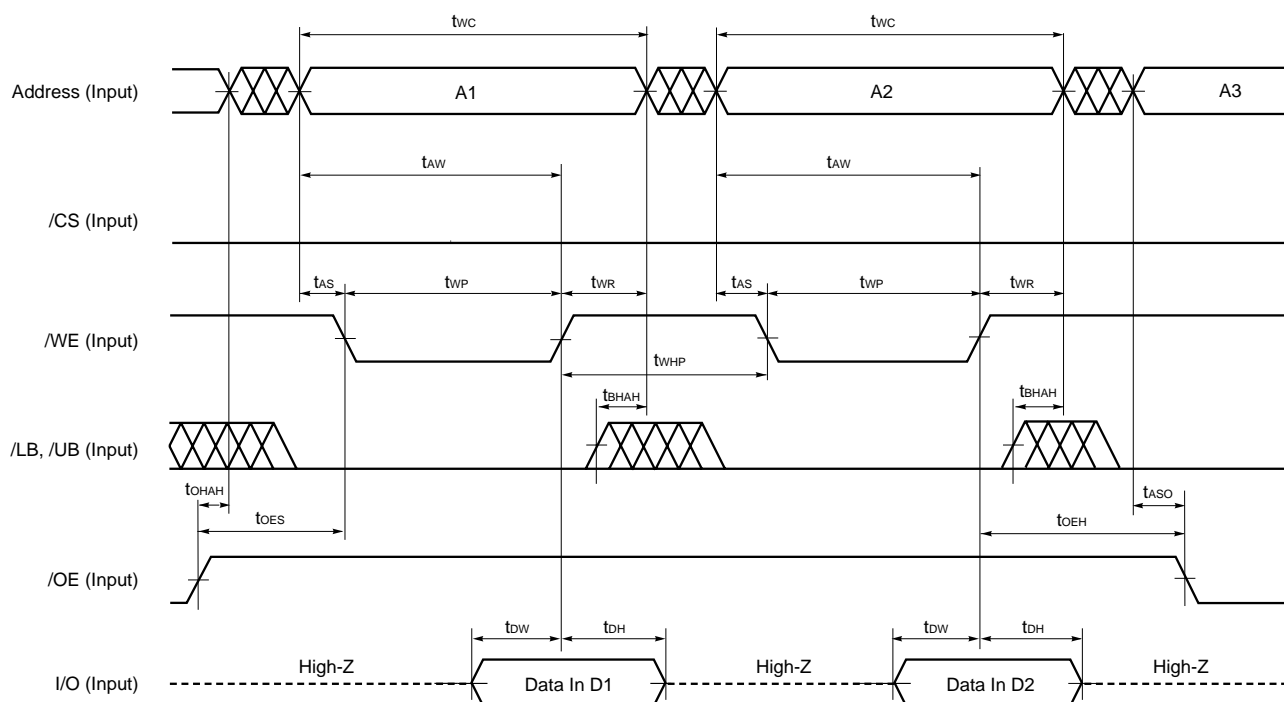 tWC tWC
Address (Input) A1 A2 A3
tAW tAW
/CS (Input)
tAS tWP tWR tAS tWP tWR
/WE (Input)
tWHP
tBHAH tBHAH
/LB, /UB (Input)
tOHAH tASO
tOES tOEH
/OE (Input)
tDW tDH tDW tDH
High-Z High-Z High-Z
I/O (Input) Data In D1 Data In D2